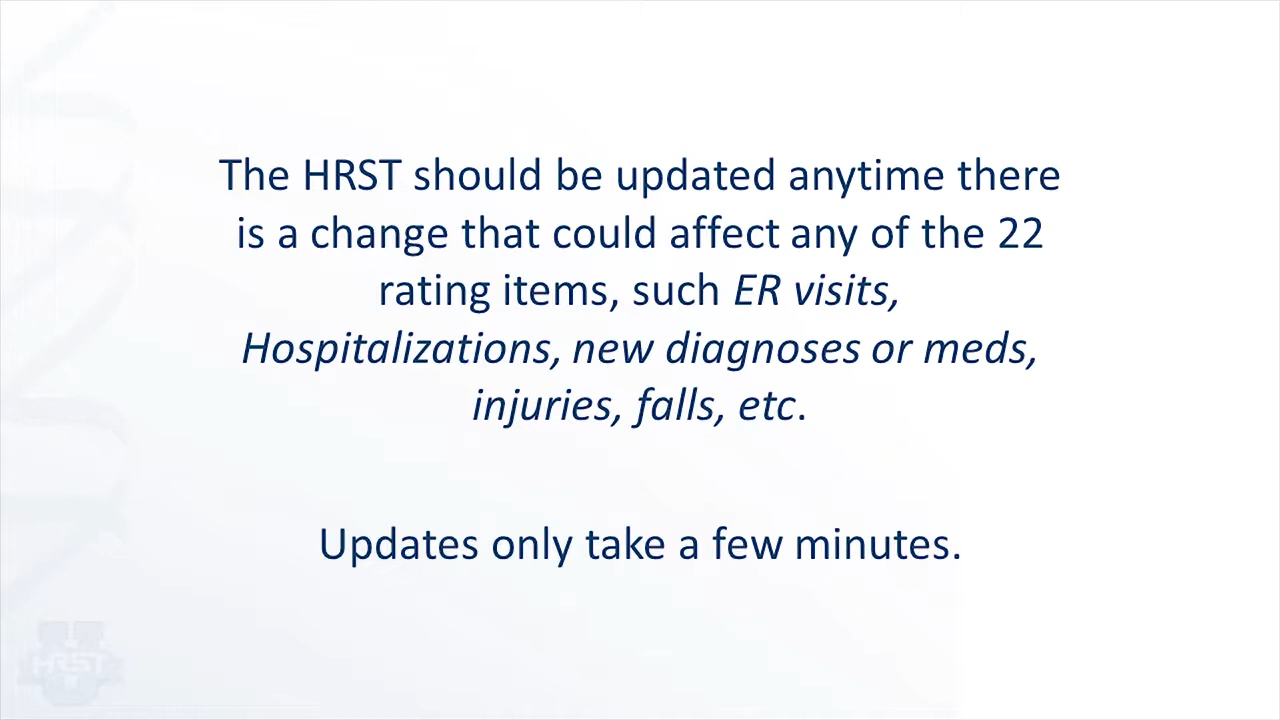 The HRST should be updated anytime there
is a change that could affect any of the 22
rating items, such ER visits,
Hospitalizations, new diagnoses or meds,
injuries, falls, etc.
Updates only take a few minutes.
U
HRST